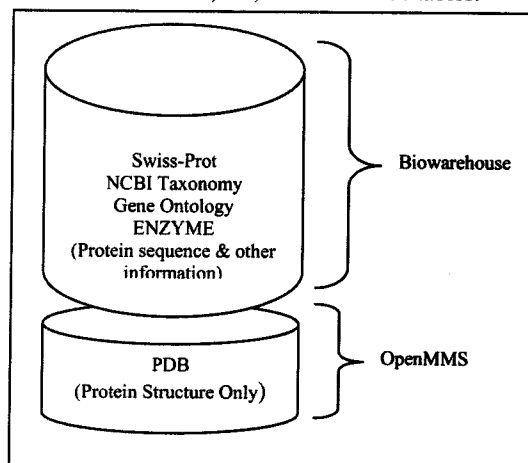 Swiss-Prot
NCBI Taxonomy
Gene Ontology
ENZYME
(Protein sequence & other
information)
Biowarehouse
PDB
(Protein Structure Only)
OpenMMS